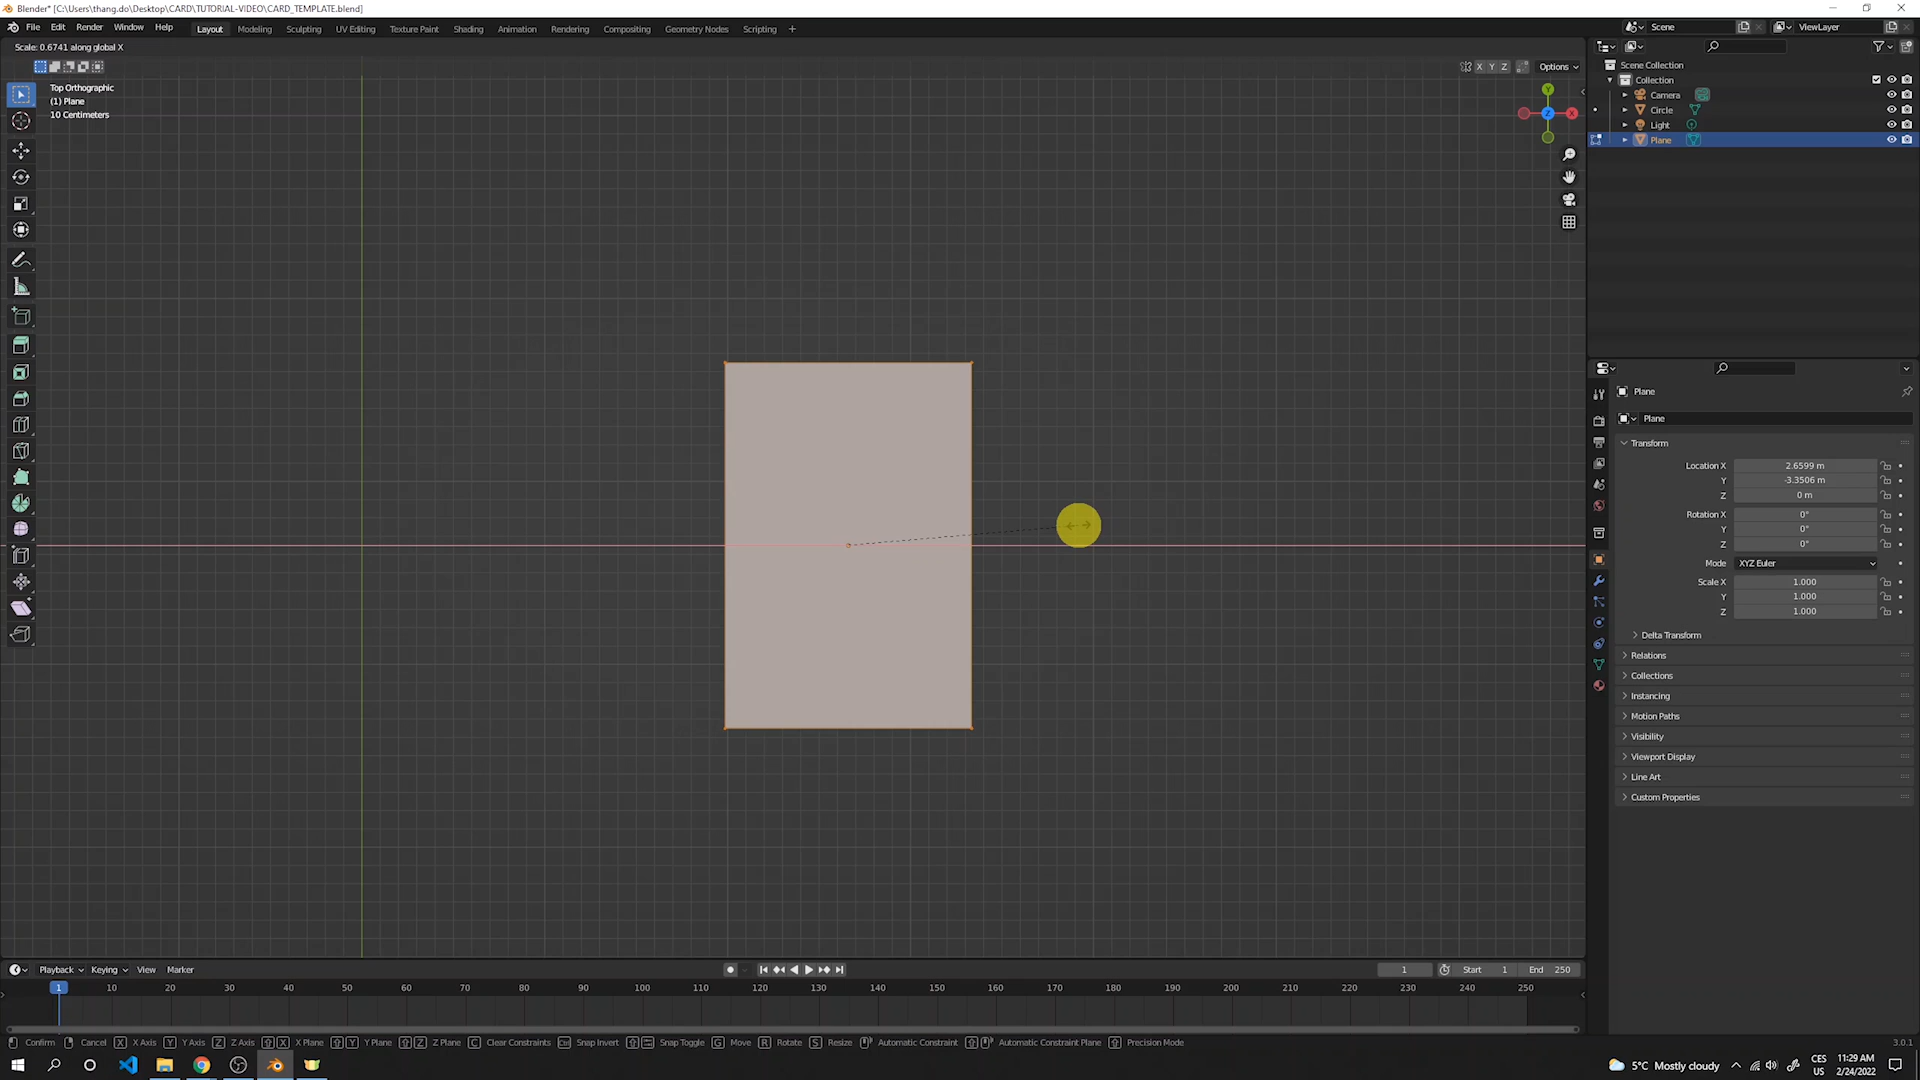 Blender* [C:\Users\thang.do\Desktop\CARD\TUTORIAL-VIDEO\CARD_TEMPLATE.blend]
File Edit Render Window Help Layout Modeling Sculpting UV Editing Texture Paint Shading Animation Rendering Compositing Geometry Nodes Scripting + Scene ViewLayer
Scale: 0.6741 along global X
X Y Z Options
Top Orthographic
(1) Plane
10 Centimeters
Y
Z X
Scene Collection
Collection
Camera
Circle
Light
Plane
Plane
Plane
Transform
Location X 2.6599 m
Y -3.3506 m
Z 0 m
Rotation X 0°
Y 0°
Z 0°
Mode XYZ Euler
Scale X 1.000
Y 1.000
Z 1.000
Delta Transform
Relations
Collections
Instancing
Motion Paths
Visibility
Viewport Display
Line Art
Custom Properties
Playback Keying View Marker 1 Start 1 End 250
1 10 20 30 40 50 60 70 80 90 100 110 120 130 140 150 160 170 180 190 200 210 220 230 240 250
Confirm Cancel X X Axis Y Y Axis Z Z Axis X X Plane Y Y Plane Z Z Plane C Clear Constraints Ctrl Snap Invert Snap Toggle G Move R Rotate S Resize Automatic Constraint Automatic Constraint Plane Precision Mode 3.0.1
5°C Mostly cloudy CES 11:29 AM
US 2/24/2022